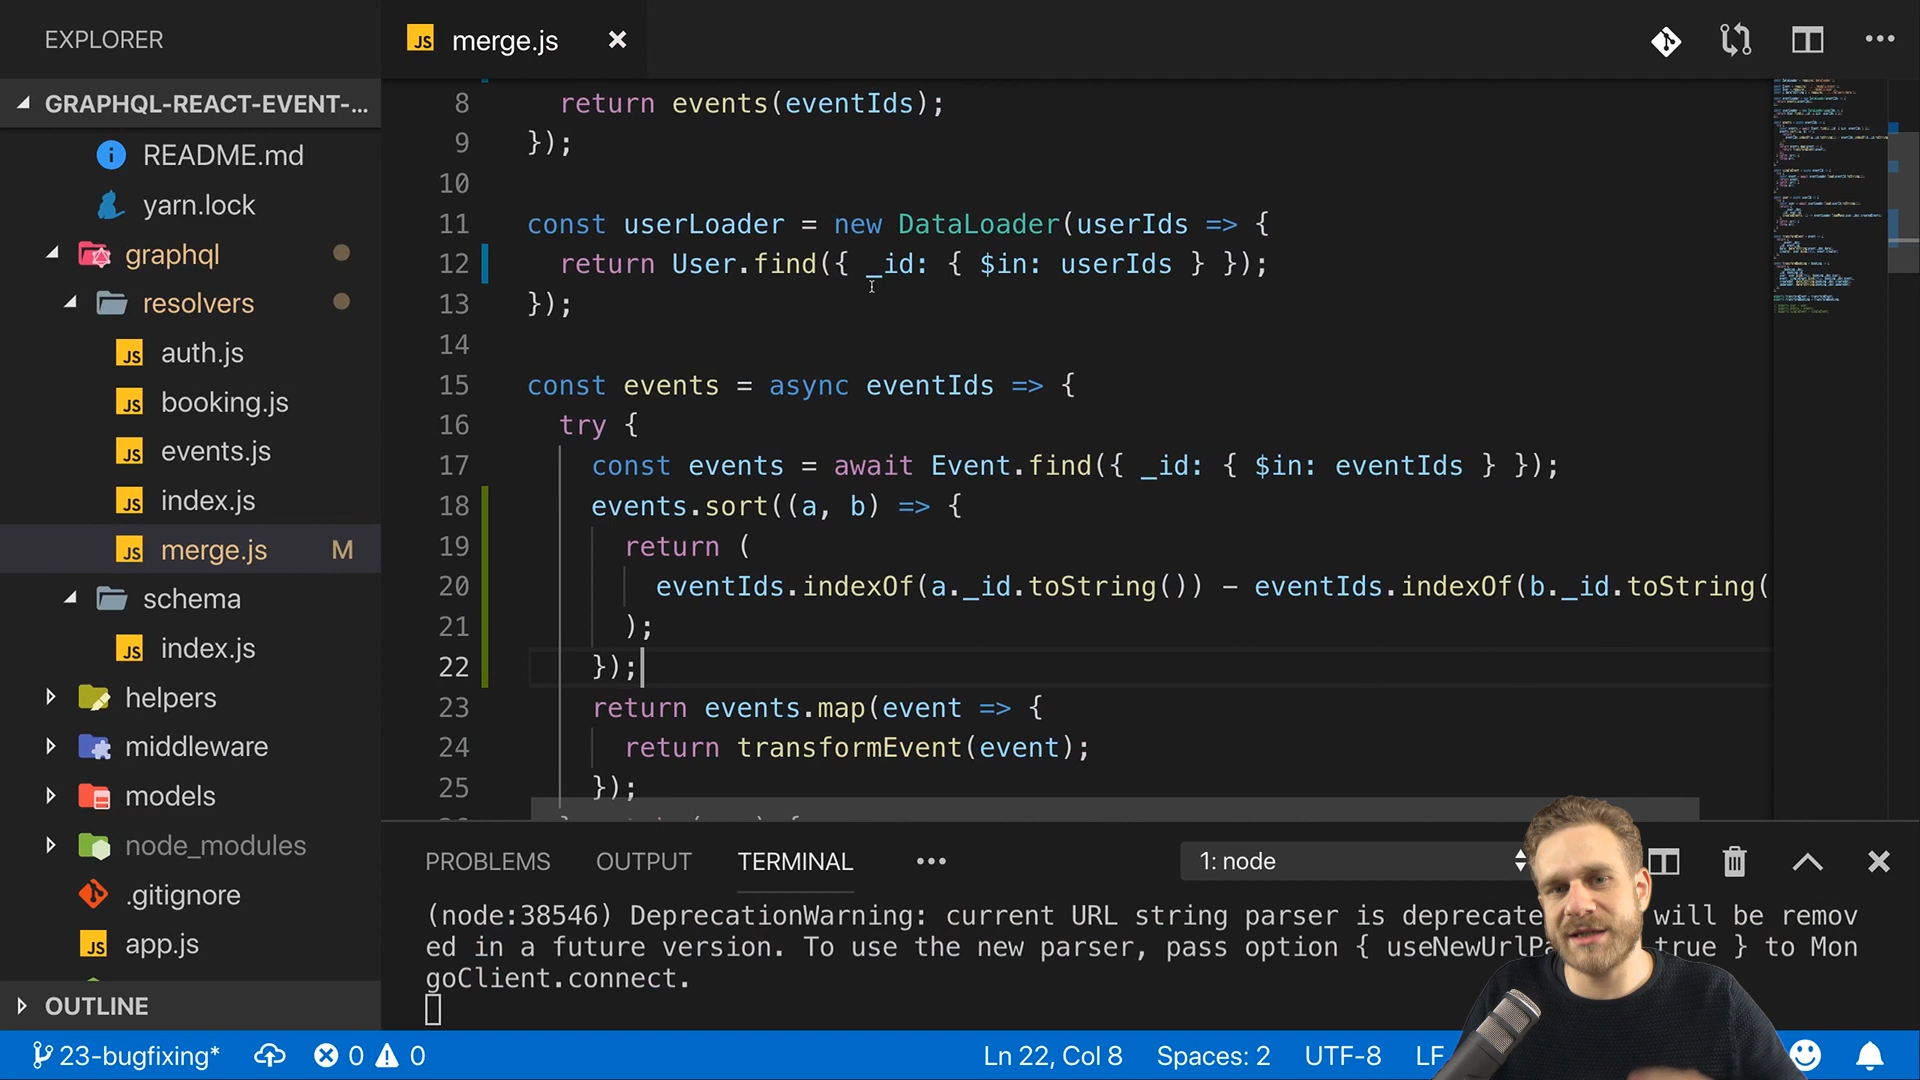 EXPLORER
GRAPHQL-REACT-EVENT-...
README.md
yarn.lock
graphql
resolvers
JS auth.js
JS booking.js
JS events.js
JS index.js
JS merge.js M
schema
JS index.js
helpers
middleware
models
node_modules
.gitignore
JS app.js
OUTLINE
JS merge.js
8 return events(eventIds);
9 });
10
11 const userLoader = new DataLoader(userIds => {
12 return User.find({ _id: { $in: userIds } });
13 });
14
15 const events = async eventIds => {
16 try {
17 const events = await Event.find({ _id: { $in: eventIds } });
18 events.sort((a, b) => {
19 return (
20 eventIds.indexOf(a._id.toString()) - eventIds.indexOf(b._id.toString(
21 );
22 });
23 return events.map(event => {
24 return transformEvent(event);
25 });
PROBLEMS OUTPUT TERMINAL ••• 1: node
(node:38546) DeprecationWarning: current URL string parser is deprecate will be remov
ed in a future version. To use the new parser, pass option { useNewUrlPa true } to Mon
goClient.connect.
23-bugfixing* 0 0 Ln 22, Col 8 Spaces: 2 UTF-8 LF